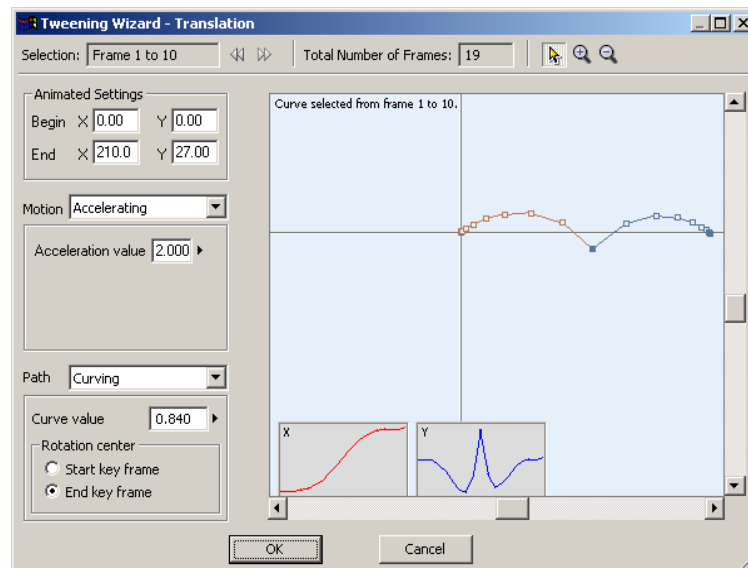 Tweening Wizard - Translation
Selection: Frame 1 to 10 Total Number of Frames: 19
Animated Settings
Begin X 0.00 Y 0.00
End X 210.0 Y 27.00
Motion Accelerating
Acceleration value 2.000
Path Curving
Curve value 0.840
Rotation center
Start key frame
End key frame
Curve selected from frame 1 to 10.
X Y
OK Cancel